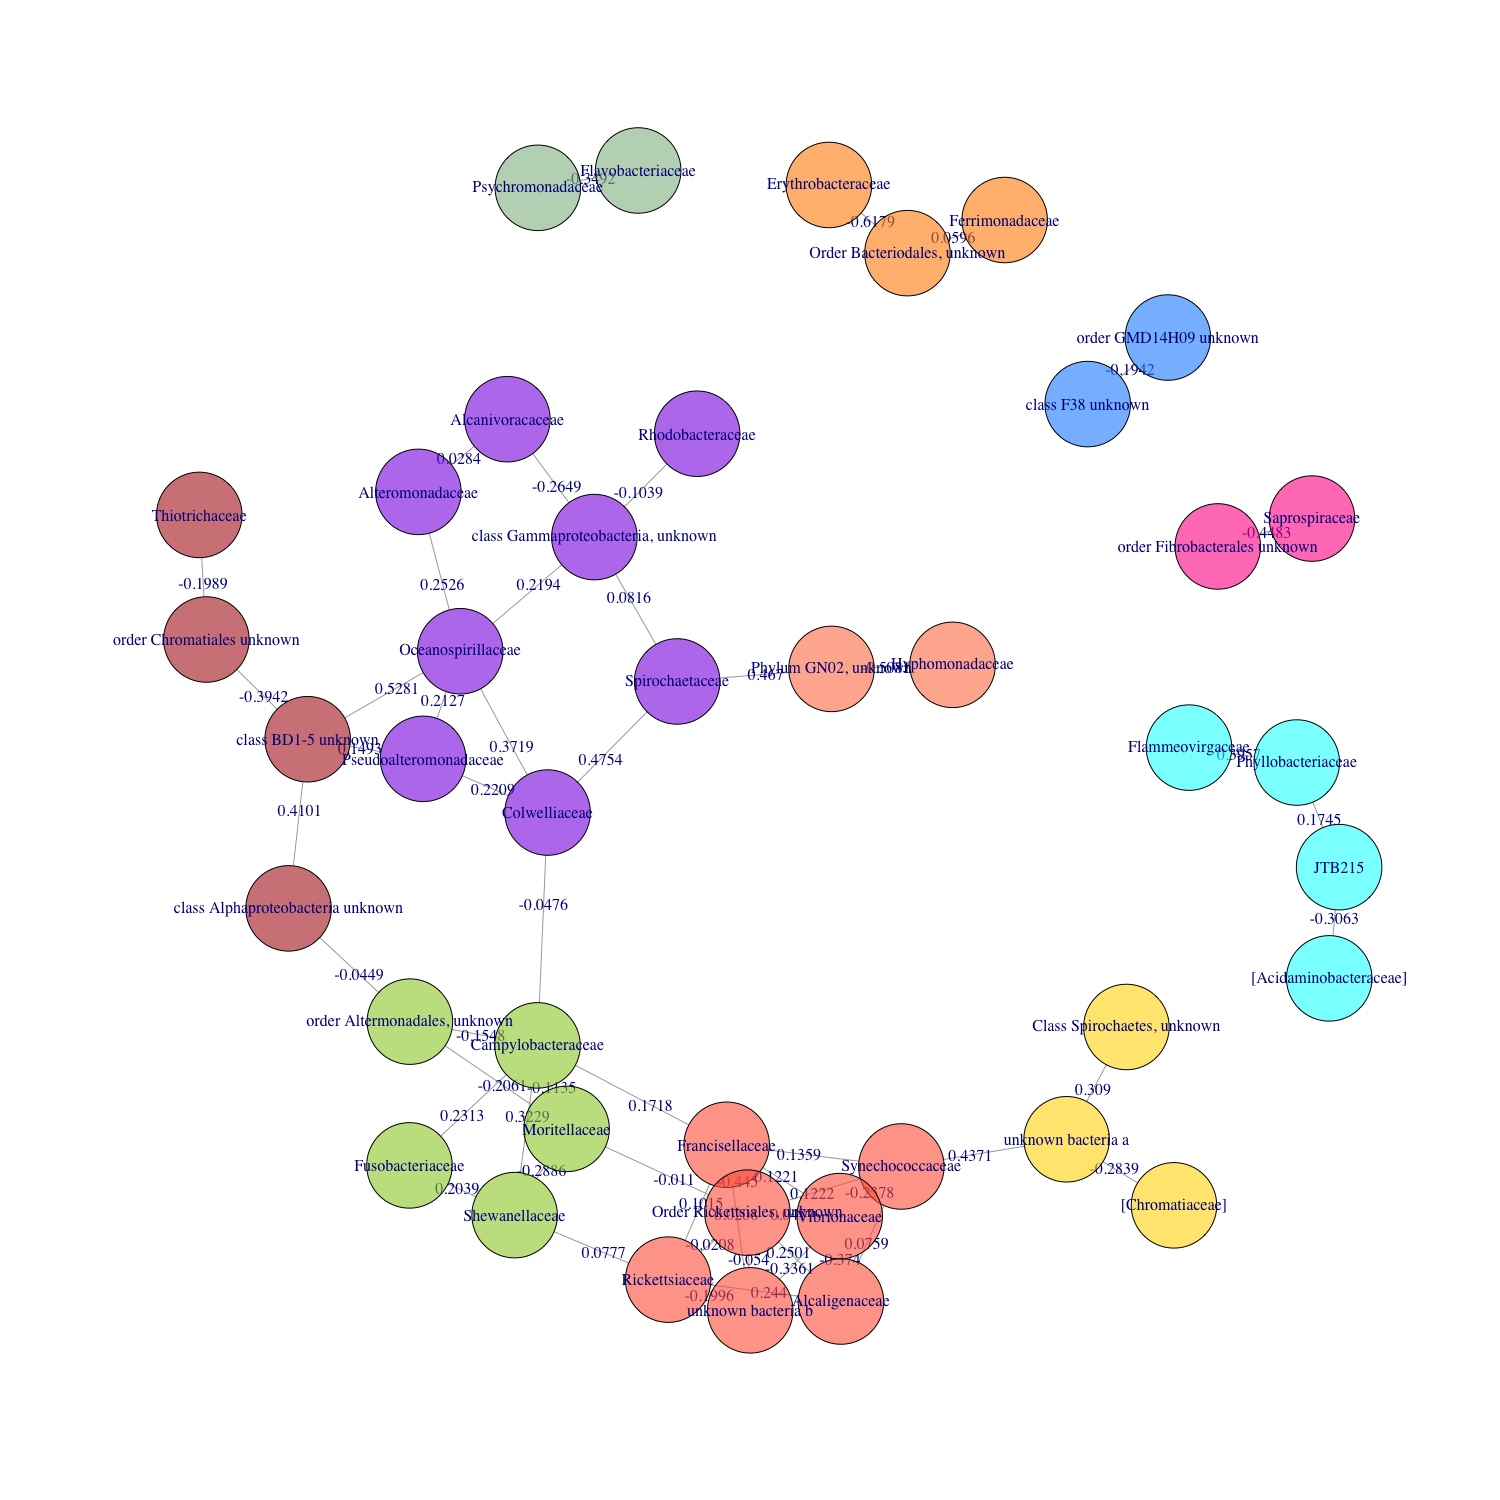 Flavobacteriaceae
Psychromonadaceae
-0.3492
Erythrobacteraceae
Ferrimonadaceae
-0.6179
0.0596
Order Bacteriodales, unknown
order GMD14H09 unknown
-0.1942
class F38 unknown
Alcanivoracaceae
Rhodobacteraceae
0.0284
Alteromonadaceae
-0.2649
-0.1039
Thiotrichaceae
Saprospiraceae
-0.4483
class Gammaproteobacteria, unknown
order Fibrobacterales unknown
-0.1989
0.2526
0.2194
0.0816
order Chromatiales unknown
Oceanospirillaceae
Phylum GN02, unknown
Hyphomonadaceae
0.467
Spirochaetaceae
0.5281
-0.3942
0.2127
class BD1-5 unknown
0.3719
Flammeovirgaceae
Phyllobacteriaceae
Pseudoalteromonadaceae
0.4754
0.2209
0.4101
Colwelliaceae
0.1745
JTB215
-0.0476
class Alphaproteobacteria unknown
-0.3063
-0.0449
[Acidaminobacteraceae]
order Altermonadales, unknown
Class Spirochaetes, unknown
-0.1548
Campylobacteraceae
-0.2061
-0.1135
0.309
0.1718
0.2313
0.3229
Moritellaceae
unknown bacteria a
Francisellaceae
0.1359
0.4371
Fusobacteriaceae
-0.2886
Synechococcaceae
-0.2839
-0.011
-0.445
0.1221
0.2039
0.1222
-0.2378
0.1015
[Chromatiaceae]
Shewanellaceae
Order Rickettsiales, unknown
Vibrionaceae
0.0777
-0.0208
0.2501
0.0759
-0.054
-0.3361
-0.374
Rickettsiaceae
-0.1996
0.244
Alcaligenaceae
unknown bacteria b